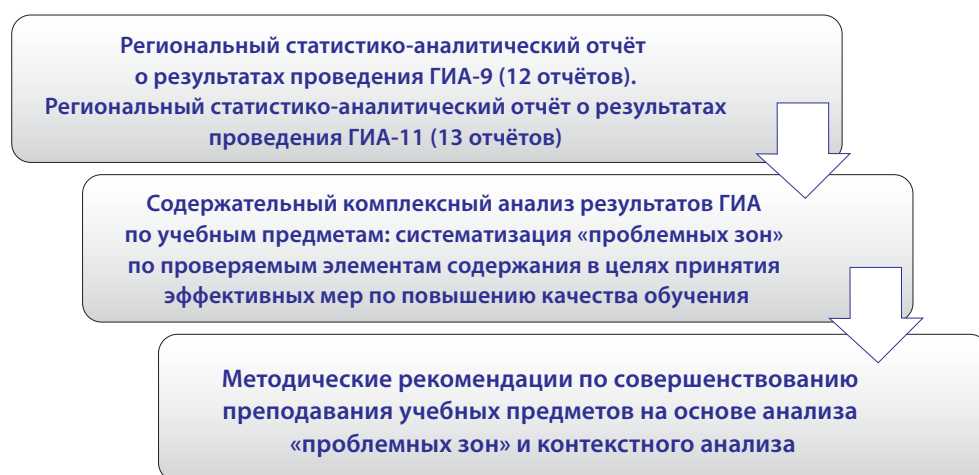 Региональный статистико-аналитический отчёт
о результатах проведения ГИА-9 (12 отчётов).
Региональный статистико-аналитический отчёт о результатах
проведения ГИА-11 (13 отчётов)
Содержательный комплексный анализ результатов ГИА
по учебным предметам: систематизация «проблемных зон»
по проверяемым элементам содержания в целях принятия
эффективных мер по повышению качества обучения
Методические рекомендации по совершенствованию
преподавания учебных предметов на основе анализа
«проблемных зон» и контекстного анализа